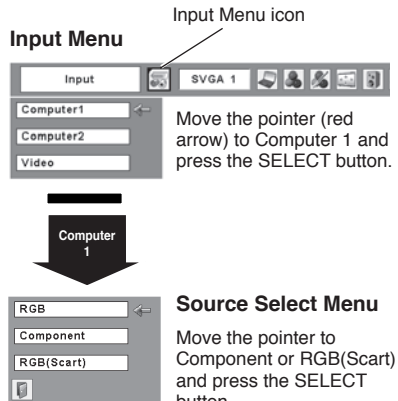 Input Menu icon
Input Menu
Input SVGA 1
Computer1
Computer2
Video
Move the pointer (red
arrow) to Computer 1 and
press the SELECT button.
Computer
1
RGB
Component
RGB(Scart)
Source Select Menu
Move the pointer to
Component or RGB(Scart)
and press the SELECT